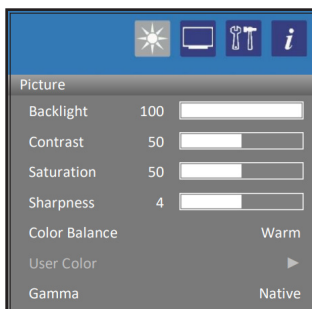 i
Picture
Backlight 100
Contrast 50
Saturation 50
Sharpness 4
Color Balance Warm
User Color
Gamma Native